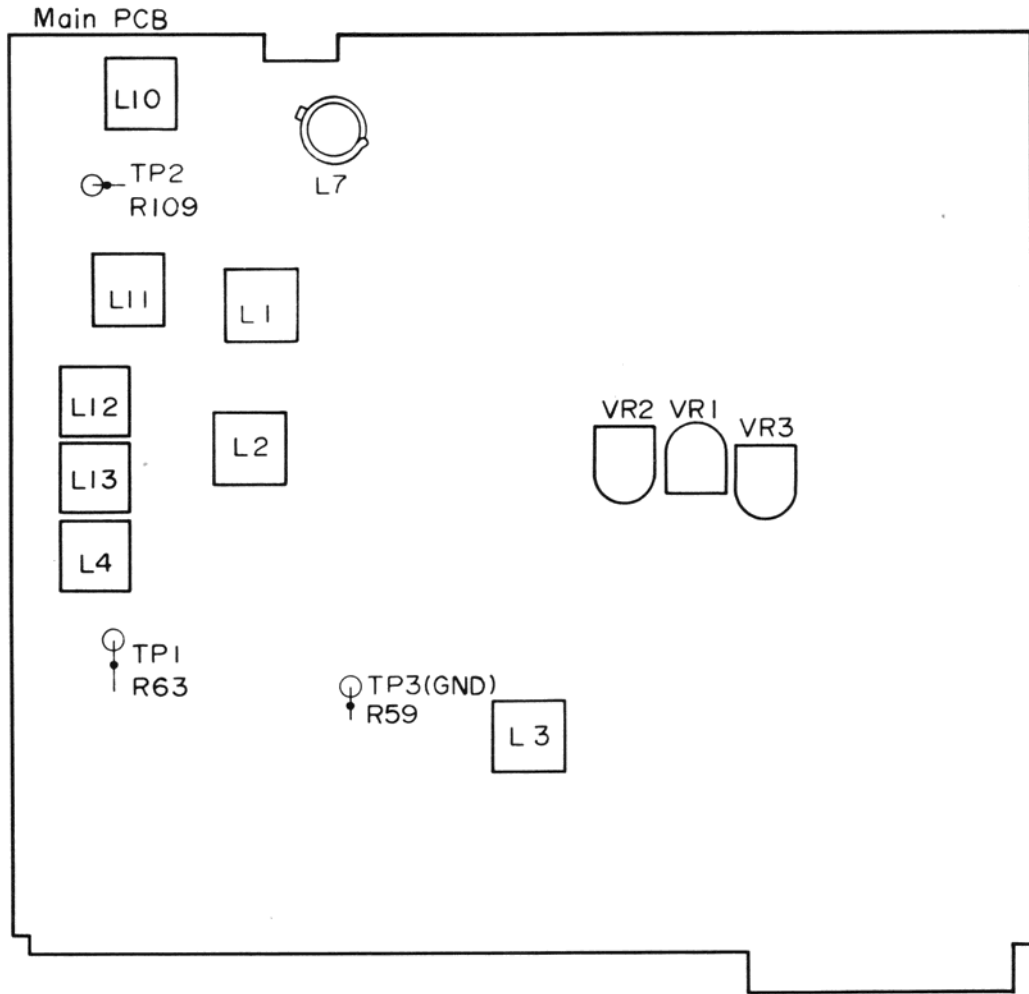 Main PCB
L10
L7
TP2
R109
L11
L1
L12
L2
VR2 VR1 VR3
L13
L4
TP1
R63
TP3(GND)
R59
L3